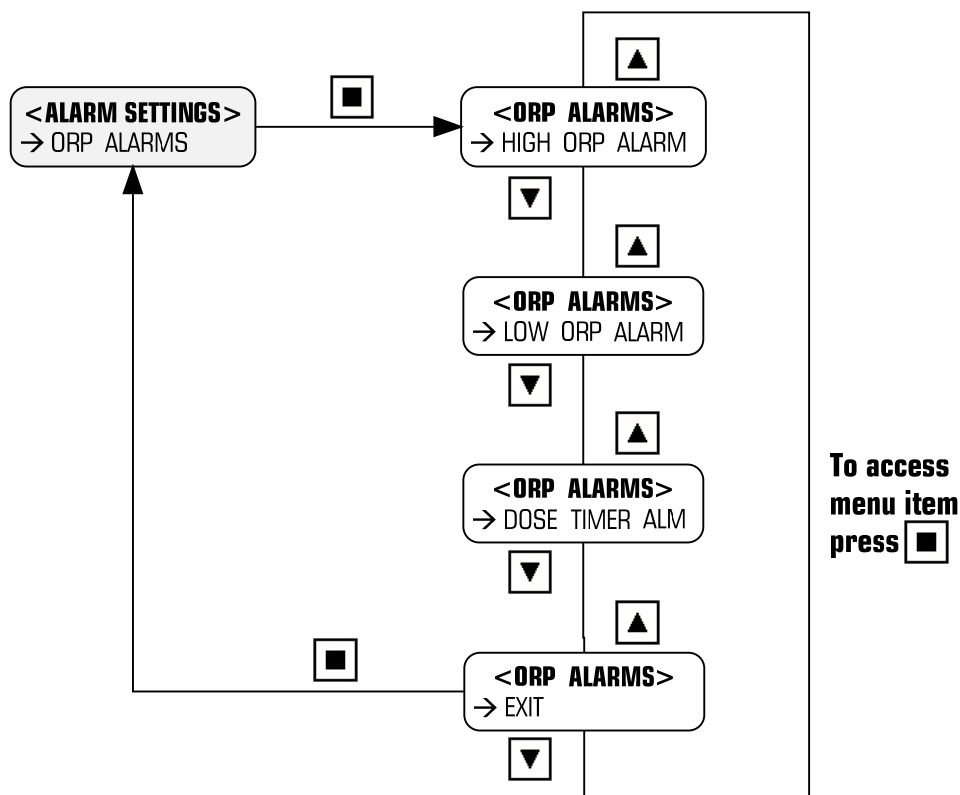 <ALARM SETTINGS>
→ ORP ALARMS
<ORP ALARMS>
→ HIGH ORP ALARM
<ORP ALARMS>
→ LOW ORP ALARM
<ORP ALARMS>
→ DOSE TIMER ALM
<ORP ALARMS>
→ EXIT
To access
menu item
press